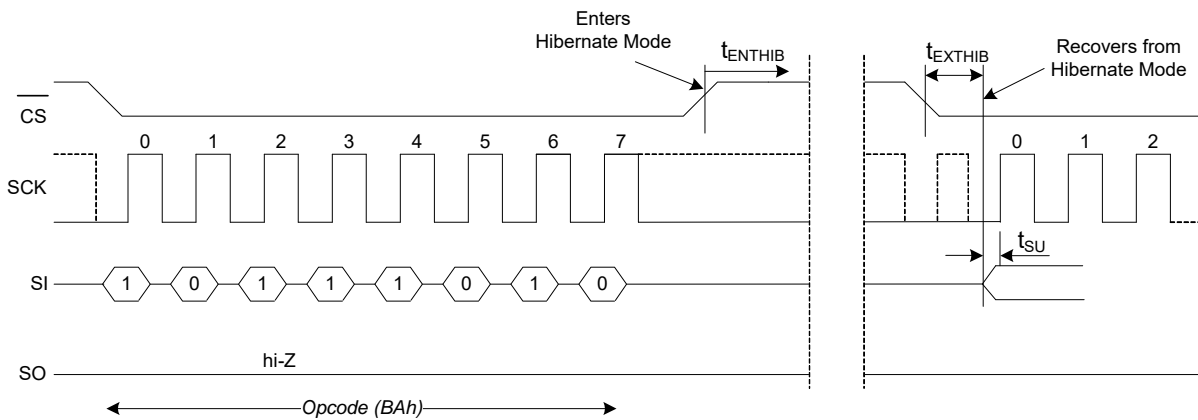 Enters
Hibernate Mode
tENTHIB
tEXTHIB
Recovers from
Hibernate Mode
CS
0 1 2 3 4 5 6 7 0 1 2
SCK
tSU
SI 1 0 1 1 1 0 1 0
hi-Z
SO
Opcode (BAh)